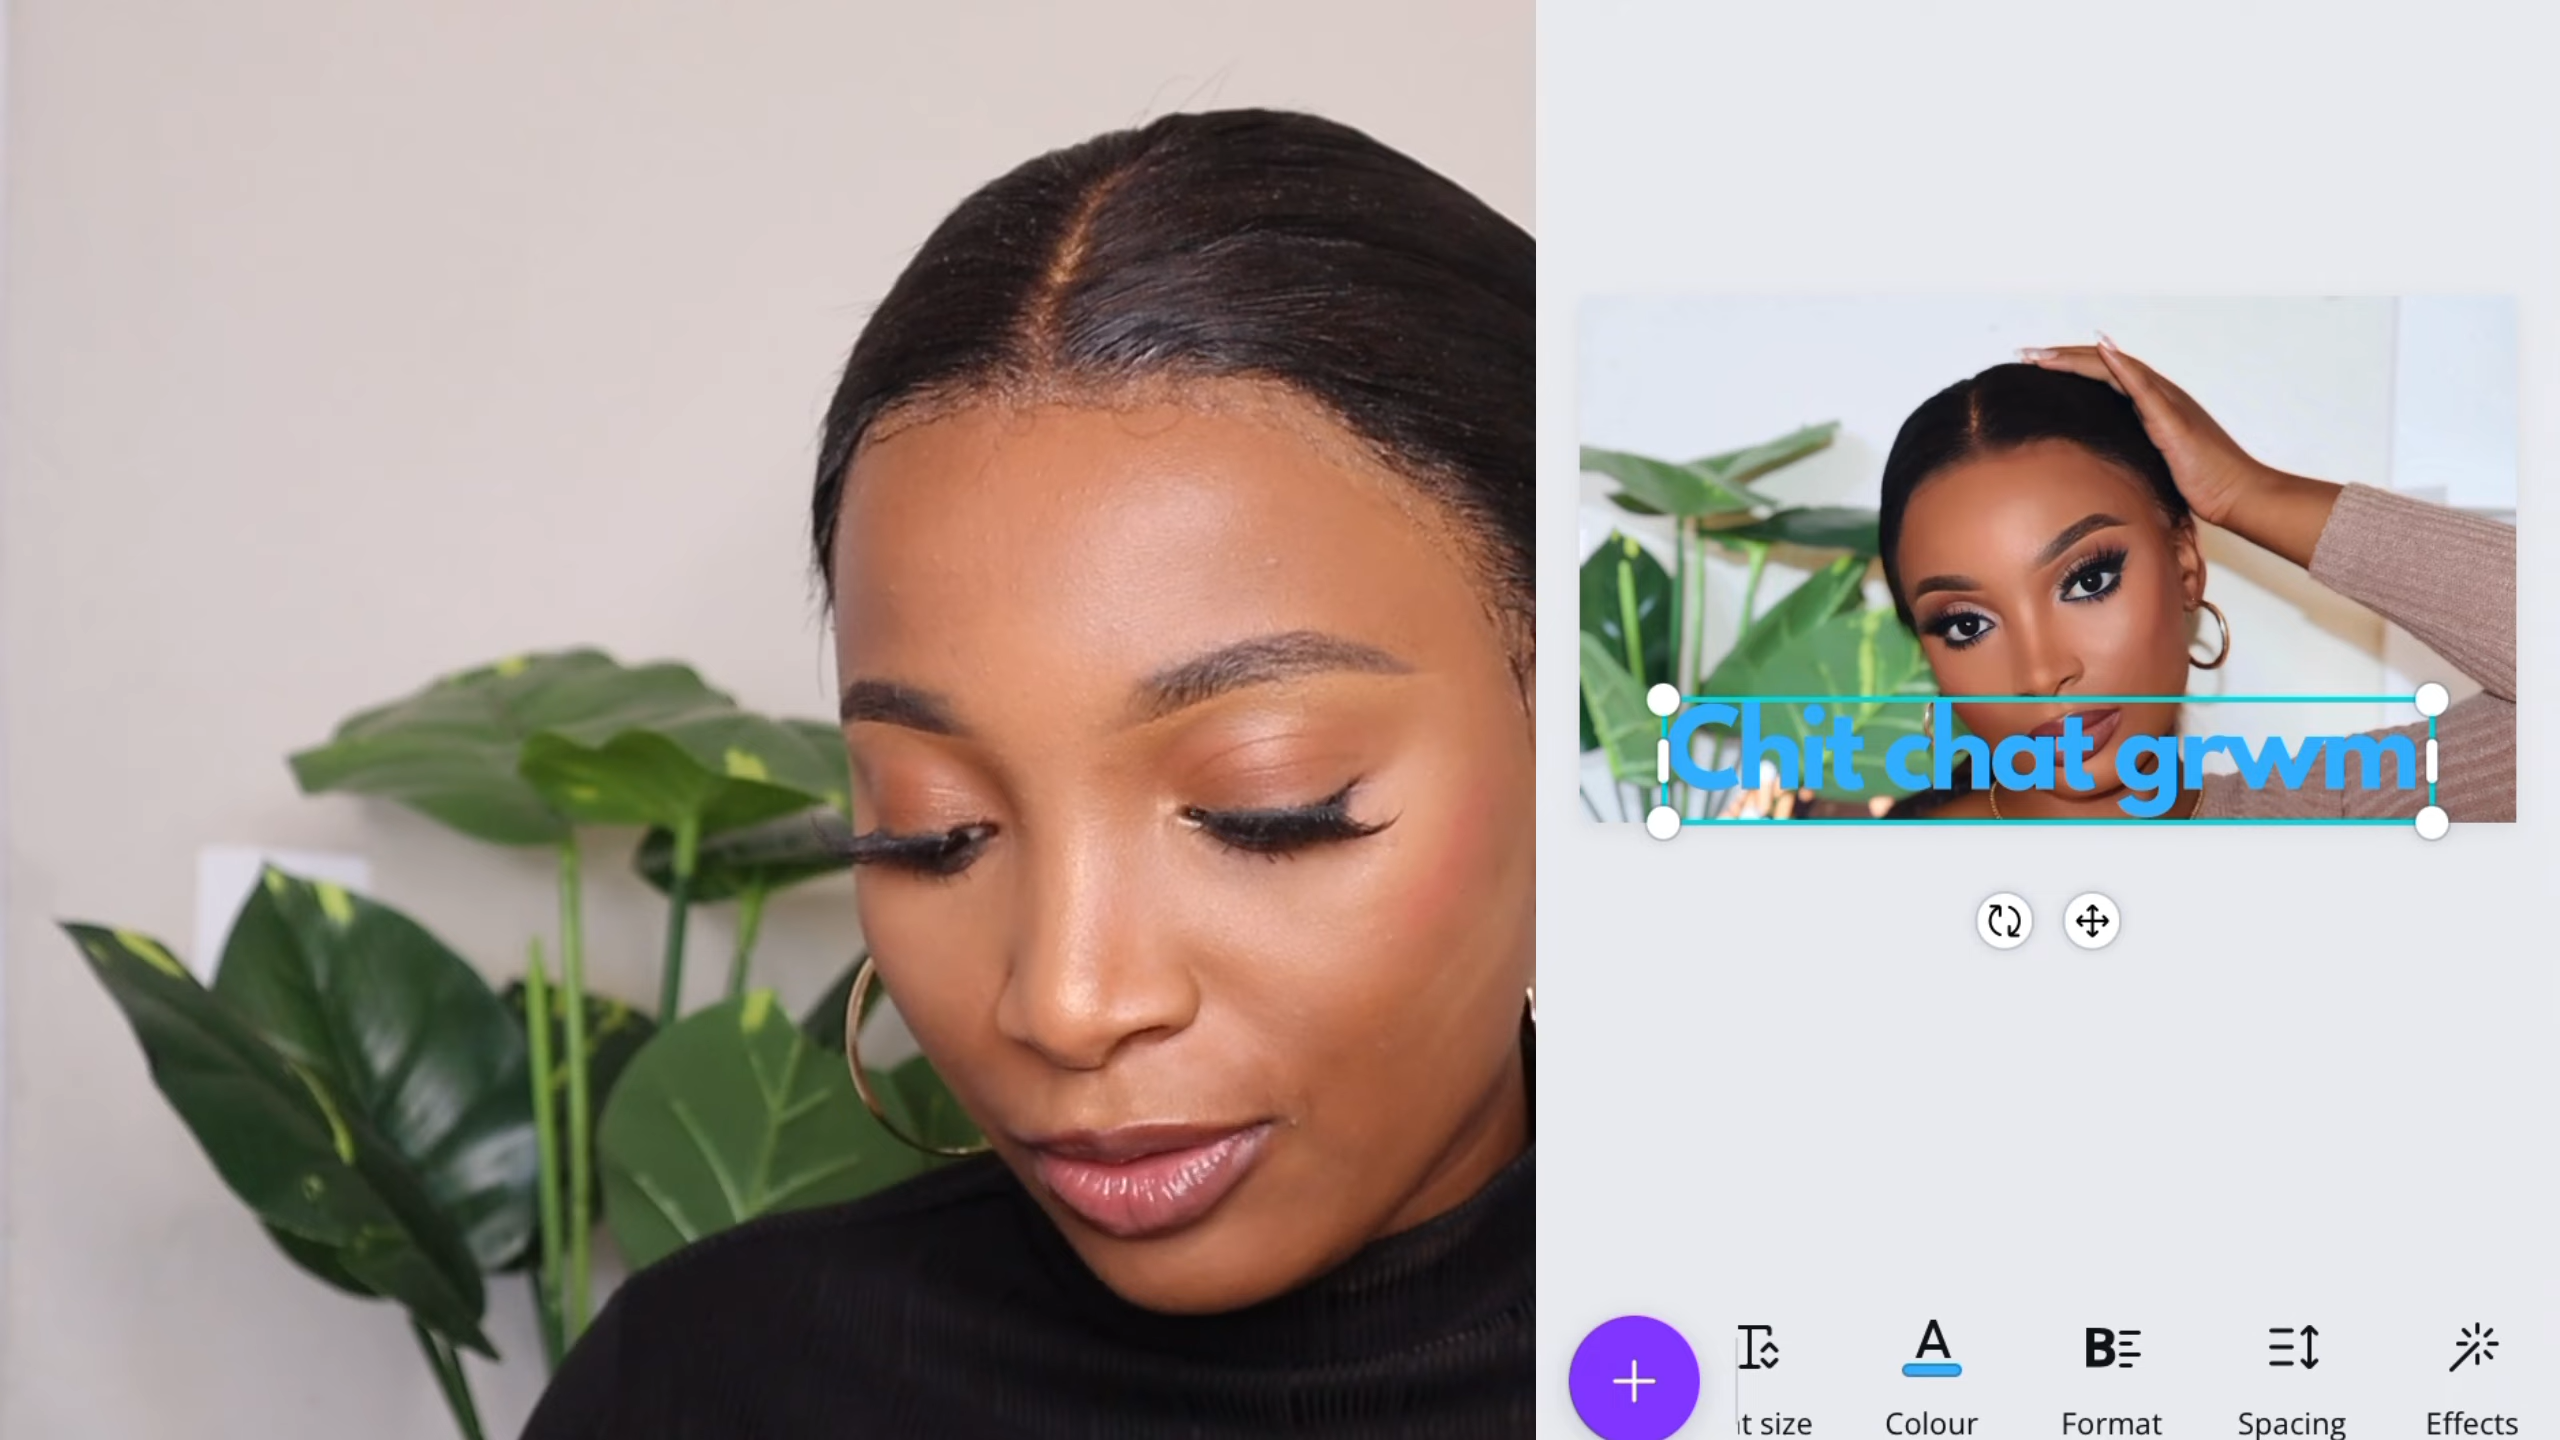 Chit chat grwm
t size
Colour
Format
Spacing
Effects